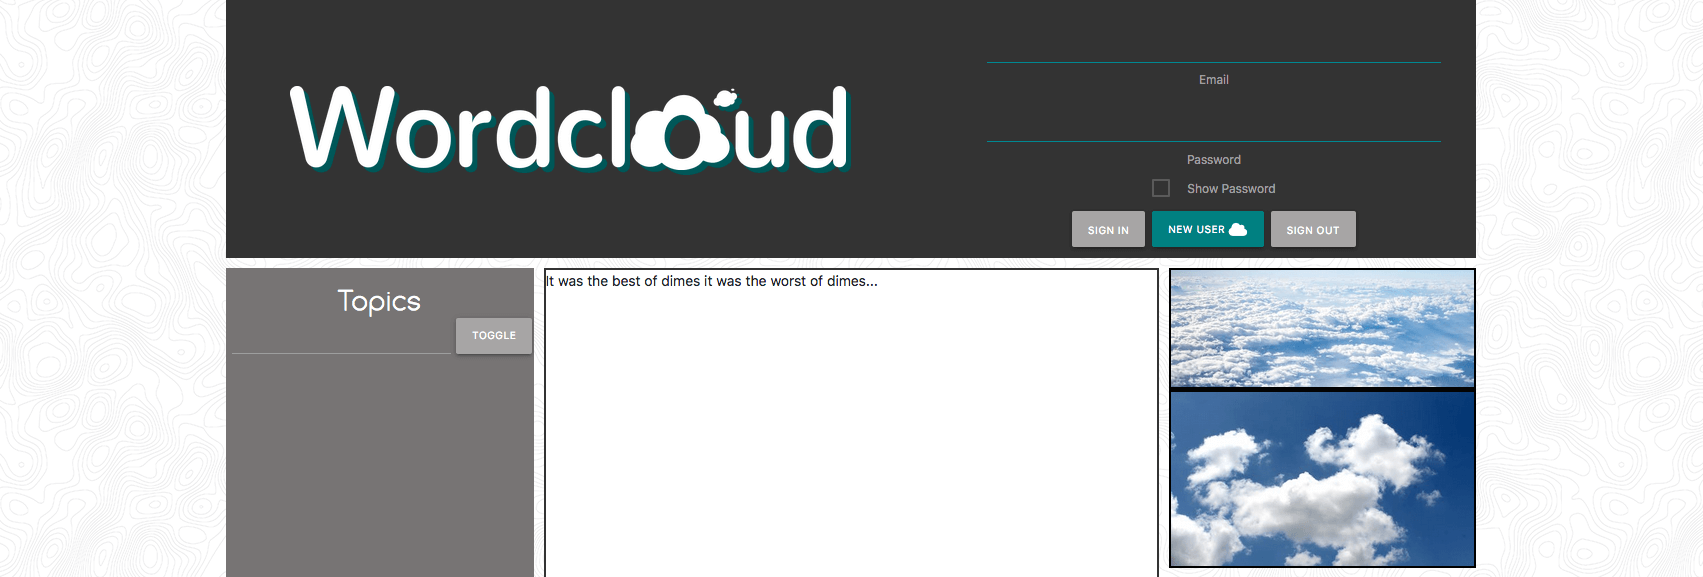 Wordcloud
Email
Password
Show Password
SIGN IN
NEW USER
SIGN OUT
Topics
TOGGLE
It was the best of dimes it was the worst of dimes...